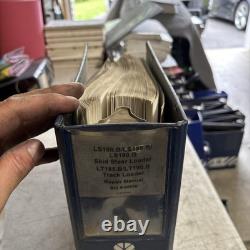 LS180.B/LS185.B/
LS190.B
Skid Steer Loader
LT185.B/LT190.B
Track Loader
Repair Manual